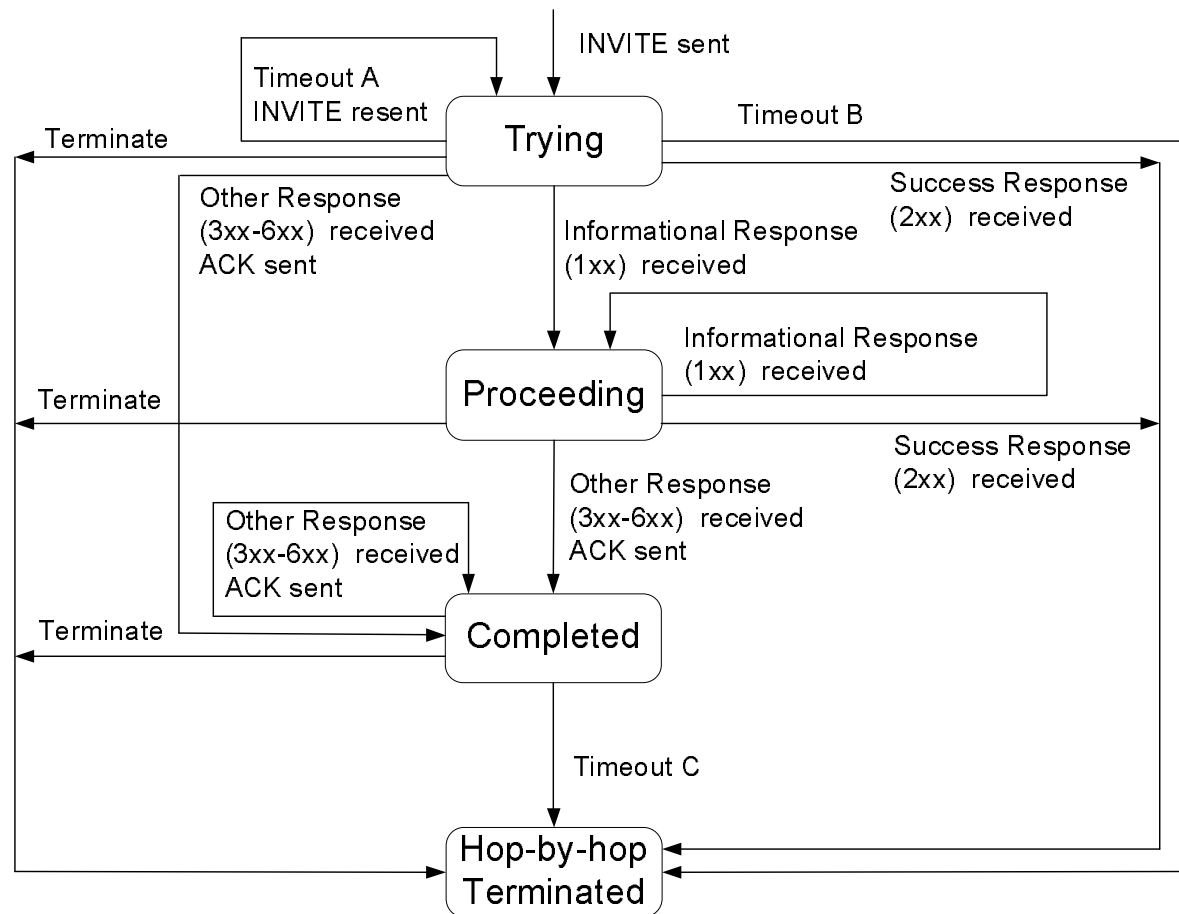 INVITE sent
Timeout A
INVITE resent
Timeout B
Trying
Terminate
Success Response
(2xx) received
Other Response
(3xx-6xx) received
ACK sent
Informational Response
(1xx) received
Informational Response
(1xx) received
Proceeding
Terminate
Success Response
(2xx) received
Other Response
(3xx-6xx) received
ACK sent
Other Response
(3xx-6xx) received
ACK sent
Completed
Terminate
Timeout C
Hop-by-hop
Terminated